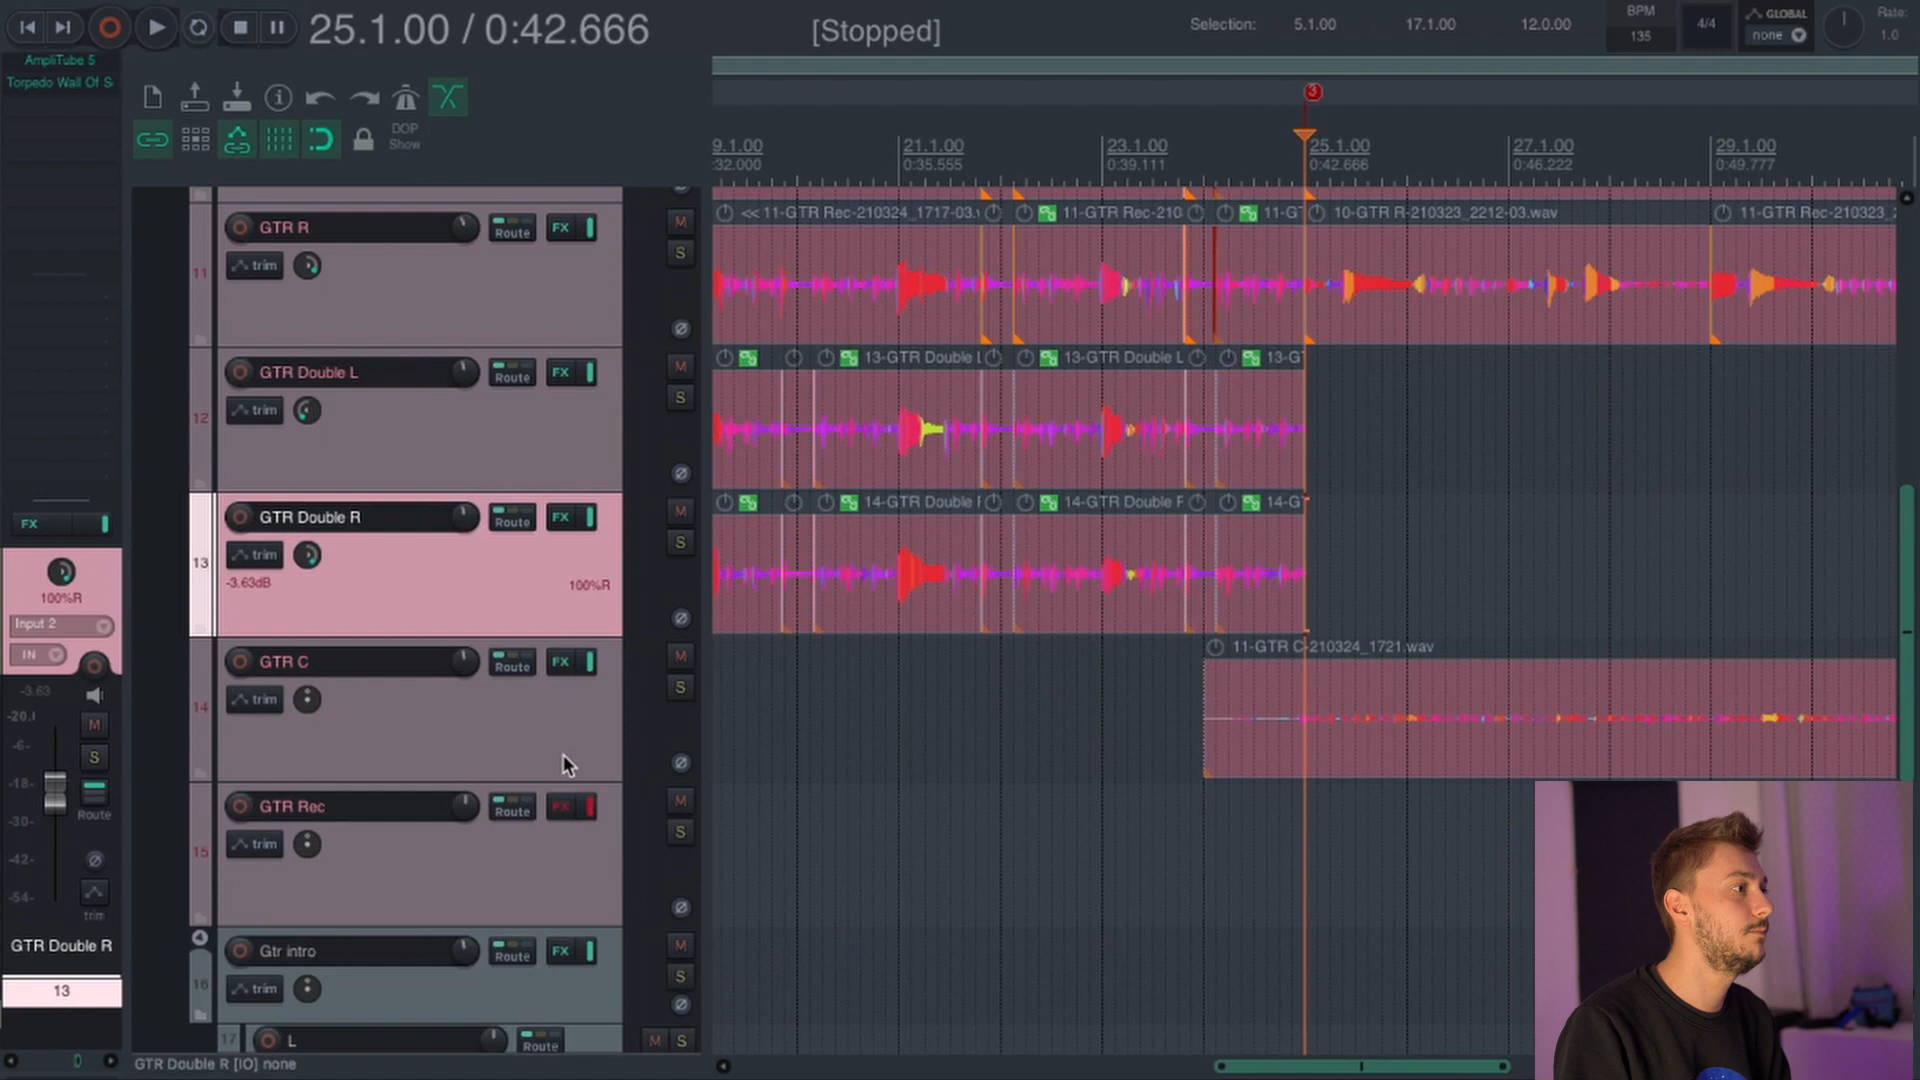 25.1.00 / 0:42.666
[Stopped]
Selection:
5.1.00
17.1.00
12.0.00
BPM
135
4/4
GLOBAL
none
Rate:
1.0
AmpliTube 5
Torpedo Wall Of S
DOP
Show
3
9.1.00
:32.000
21.1.00
0:35.555
23.1.00
0:39.111
25.1.00
0:42.666
27.1.00
0:46.222
29.1.00
0:49.777
11
GTR R
Route
FX
trim
M
S
<< 11-GTR Rec-210324_1717-03.
11-GTR Rec-210
11-GT
10-GTR R-210323_2212-03.wav
11-GTR Rec-210323_
12
GTR Double L
Route
FX
trim
M
S
13-GTR Double L
13-GTR Double L
13-G
13
GTR Double R
Route
FX
trim
-3.63dB
100%R
M
S
14-GTR Double
14-GTR Double
14-G
14
GTR C
Route
FX
trim
M
S
11-GTR C-210324_1721.wav
15
GTR Rec
Route
FX
trim
M
S
16
Gtr intro
Route
FX
trim
M
S
17
L
Route
M
S
FX
100%R
Input 2
IN
-3.63
-20.
-6-
-18-
-30-
-42-
-54-
M
S
Route
trim
GTR Double R
13
0
GTR Double R [IO] none